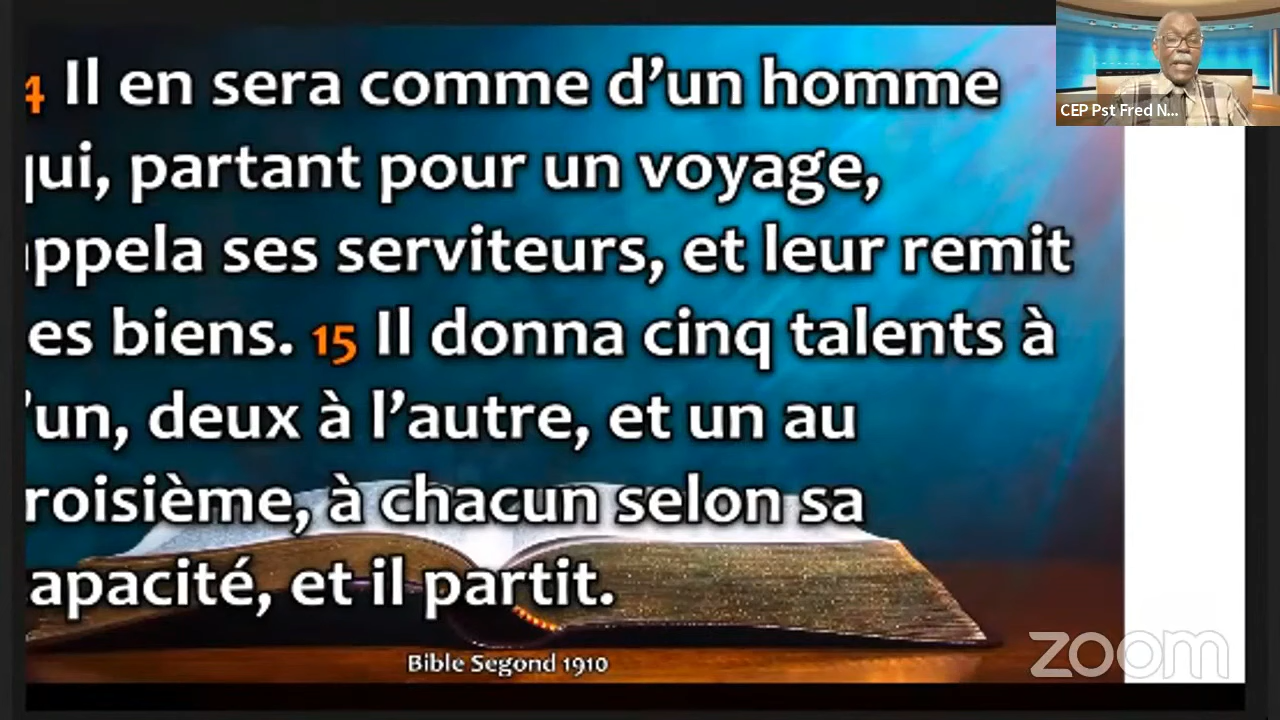 4 Il en sera comme d’un homme
qui, partant pour un voyage,
appela ses serviteurs, et leur remit
es biens. 15 Il donna cinq talents à
’un, deux à l’autre, et un au
roisième, à chacun selon sa
apacité, et il partit.
Bible Segond 1910
CEP Pst Fred N...
zoom